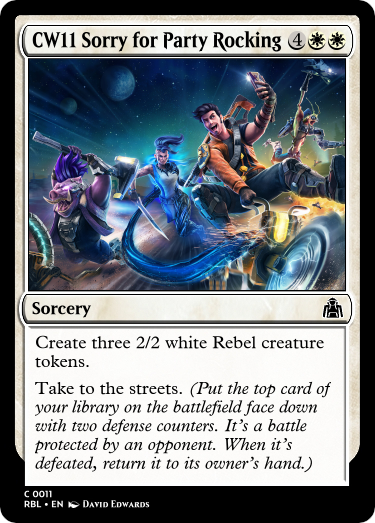 CW11 Sorry for Party Rocking 4
Sorcery
Create three 2/2 white Rebel creature
tokens.
Take to the streets. (Put the top card of
your library on the battlefield face down
with two defense counters. It's a battle
protected by an opponent. When it's
defeated, return it to its owner's hand.)
C 0011
RBL • EN David Edwards